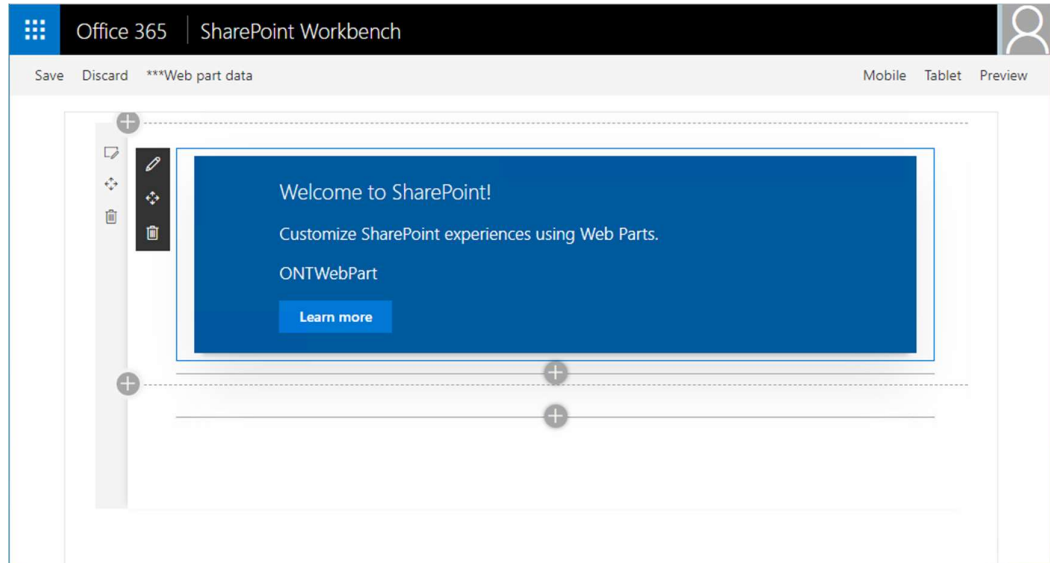 Office 365 SharePoint Workbench
Save Discard ***Web part data Mobile Tablet Preview
Welcome to SharePoint!
Customize SharePoint experiences using Web Parts.
ONTWebPart
Learn more